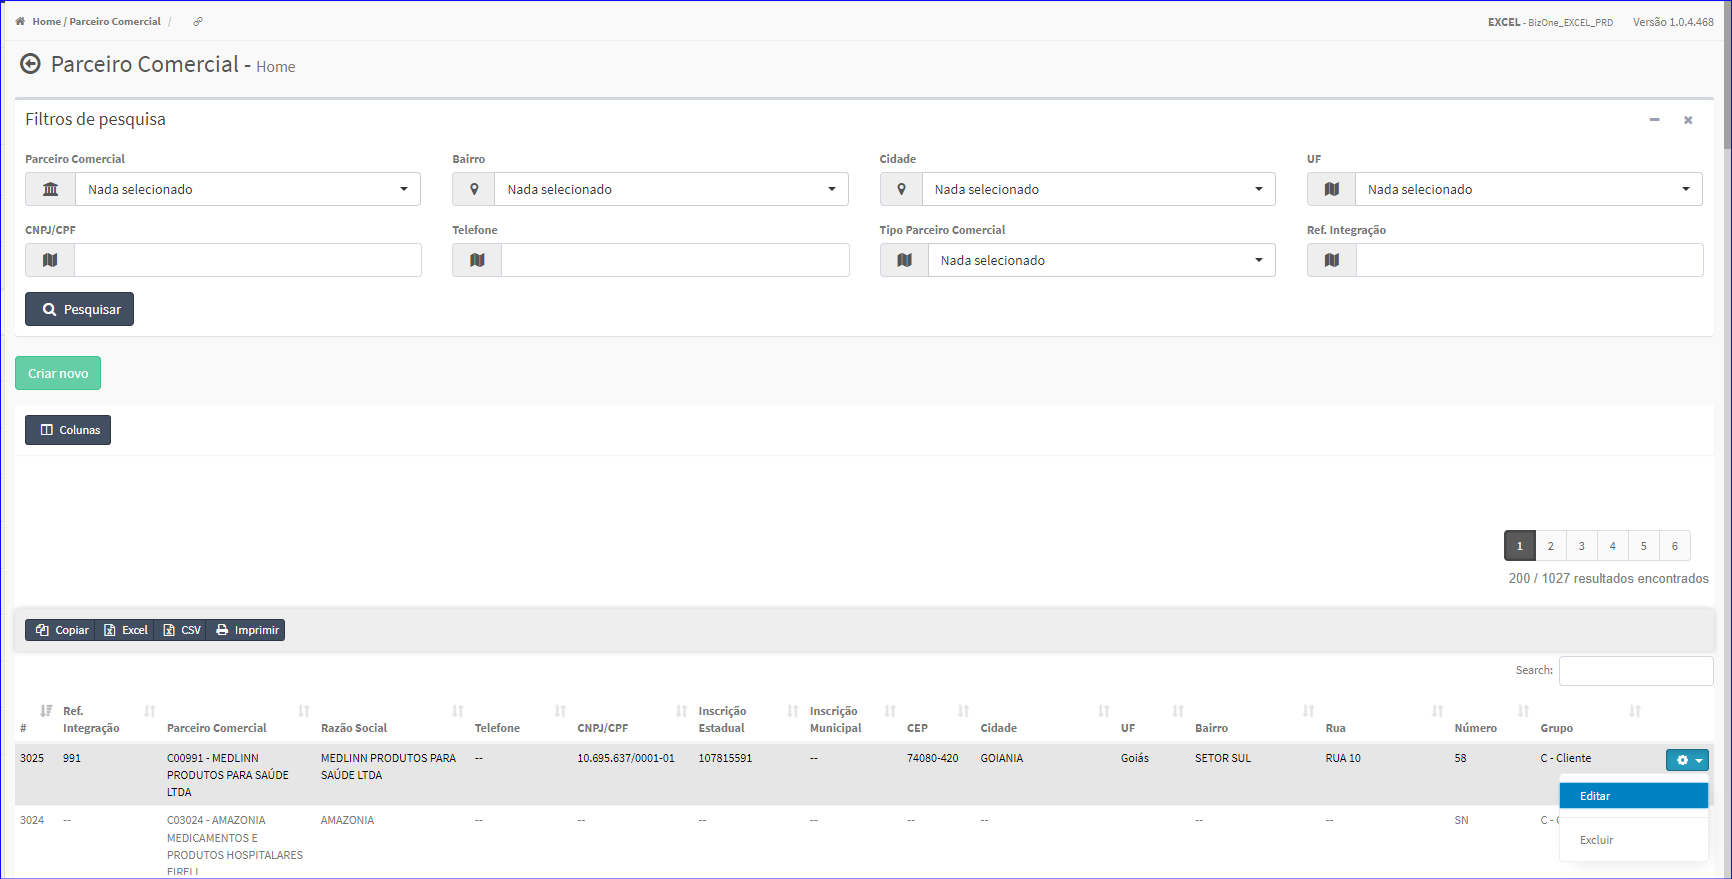 Home / Parceiro Comercial /
EXCEL - BizOne_EXCEL_PRD Versão 1.0.4.468
Parceiro Comercial - Home
Filtros de pesquisa
Parceiro Comercial Bairro Cidade UF
Nada selecionado Nada selecionado Nada selecionado Nada selecionado
CNPJ/CPF Telefone Tipo Parceiro Comercial Ref. Integração
Nada selecionado
Pesquisar
Criar novo
Colunas
1 2 3 4 5 6
200 / 1027 resultados encontrados
Copiar Excel CSV Imprimir
Search:
Ref. Inscrição Inscrição
# Integração Parceiro Comercial Razão Social Telefone CNPJ/CPF Estadual Municipal CEP Cidade UF Bairro Rua Número Grupo
3025 991 C00991 - MEDLINN MEDLINN PRODUTOS PARA -- 10.695.637/0001-01 107815591 -- 74080-420 GOIANIA Goiás SETOR SUL RUA 10 58 C - Cliente
PRODUTOS PARA SAÚDE SAÚDE LTDA
LTDA
Editar
3024 -- C03024 - AMAZONIA AMAZONIA -- -- -- -- -- -- -- -- SN C -
MEDICAMENTOS E
Excluir
PRODUTOS HOSPITALARES
EIRELI